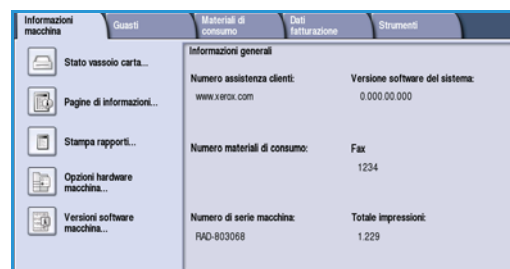 Informazioni
macchina
Guasti
Materiali di
consumo
Dati
fatturazione
Strumenti
Stato vassoio carta...
Pagine di informazioni...
Stampa rapporti...
Opzioni hardware
macchina...
Versioni software
macchina...
Informazioni generali
Numero assistenza clienti:
Versione software del sistema:
www.xerox.com
0.000.00.000
Numero materiali di consumo:
Fax
1234
Numero di serie macchina:
Totale impressioni:
RAD-803068
1.229